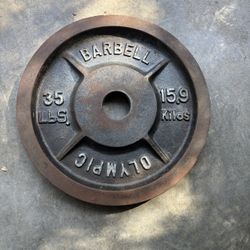 BARBELL
35
LBS.
15,9
Kilos
OLYMPIC